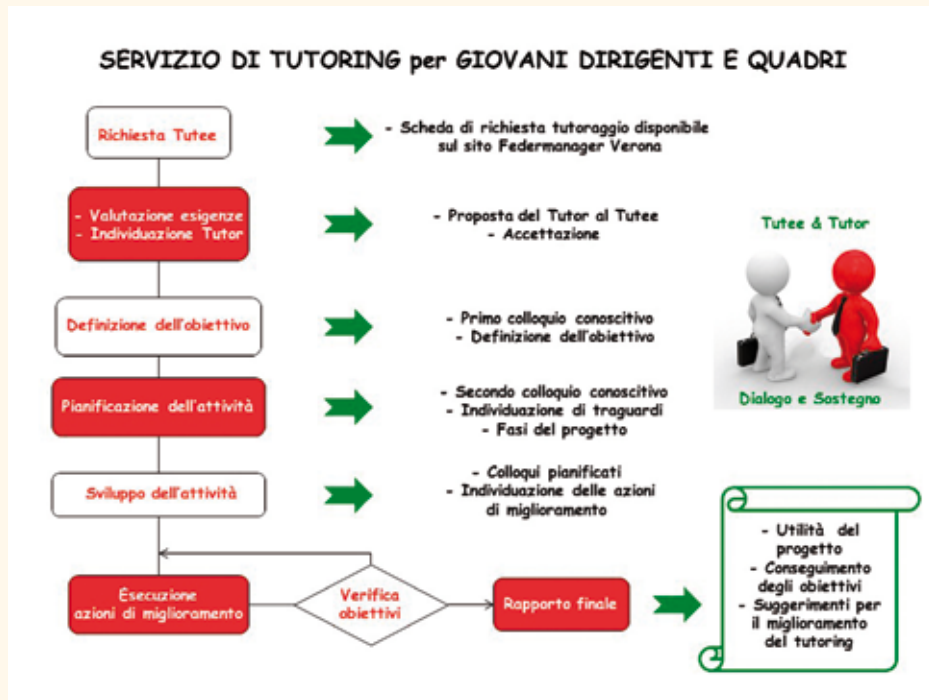 SERVIZIO DI TUTORING per GIOVANI DIRIGENTI E QUADRI
Richiesta Tutee
- Scheda di richiesta tutoraggio disponibile
sul sito Federmanager Verona
- Valutazione esigenze
- Individuazione Tutor
- Proposta del Tutor al Tutee
- Accettazione
Tutee & Tutor
Definizione dell'obiettivo
- Primo colloquio conoscitivo
- Definizione dell'obiettivo
Pianificazione dell'attività
- Secondo colloquio conoscitivo
- Individuazione di traguardi
- Fasi del progetto
Dialogo e Sostegno
Sviluppo dell'attività
- Colloqui pianificati
- Individuazione delle azioni
di miglioramento
Esecuzione
azioni di miglioramento
Verifica
obiettivi
Rapporto finale
- Utilità del
progetto
- Conseguimento
degli obiettivi
- Suggerimenti per
il miglioramento
del tutoring